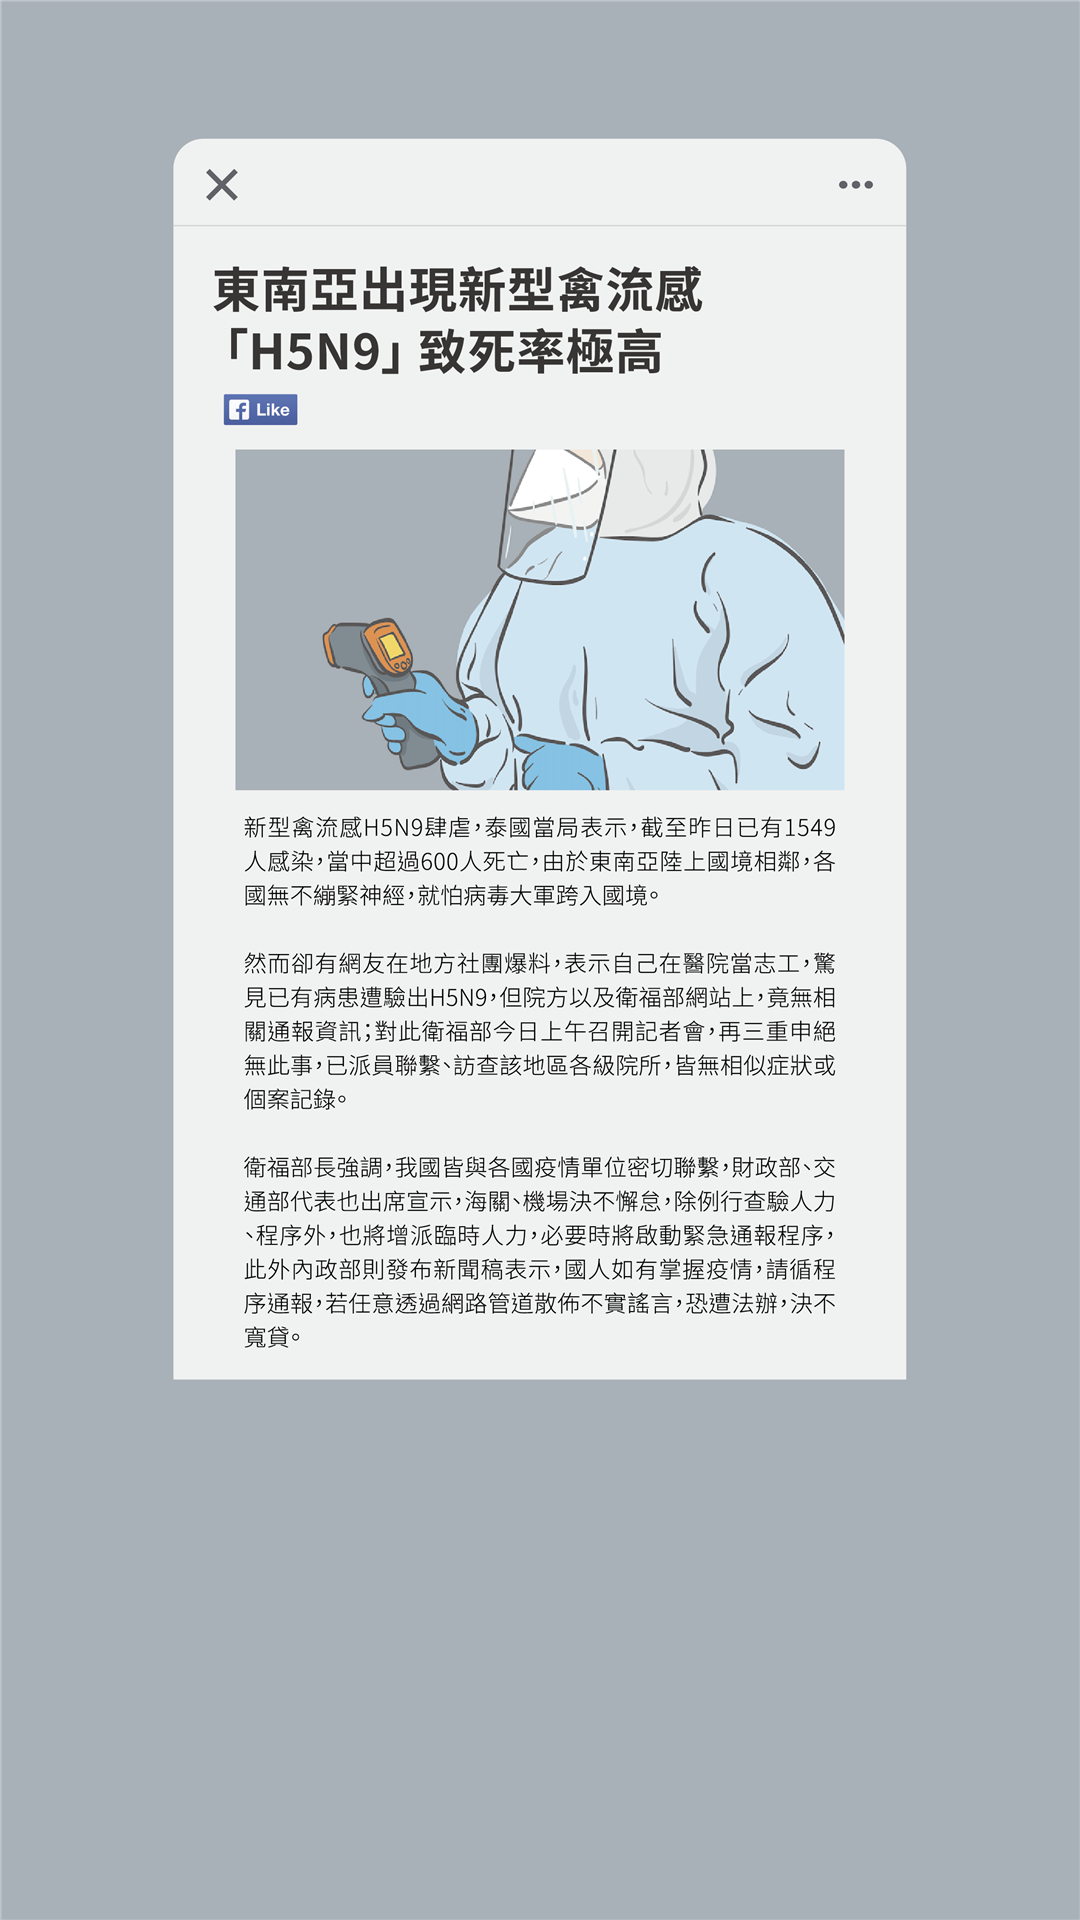 東南亞出現新型禽流感
「H5N9」致死率極高
f Like
新型禽流感H5N9肆虐，泰國當局表示，截至昨日已有1549
人感染，當中超過600人死亡，由於東南亞陸上國境相鄰，各
國無不繃緊神經，就怕病毒大軍跨入國境。
然而卻有網友在地方社團爆料，表示自己在醫院當志工，驚
見已有病患遭驗出H5N9，但院方以及衛福部網站上，竟無相
關通報資訊；對此衛福部今日上午召開記者會，再三重申絕
無此事，已派員聯繫、訪查該地區各級院所，皆無相似症狀或
個案記錄。
衛福部長強調，我國皆與各國疫情單位密切聯繫，財政部、交
通部代表也出席宣示，海關、機場決不懈怠，除例行查驗人力
、程序外，也將增派臨時人力，必要時將啟動緊急通報程序，
此外內政部則發布新聞稿表示，國人如有掌握疫情，請循程
序通報，若任意透過網路管道散佈不實謠言，恐遭法辦，決不
寬貸。